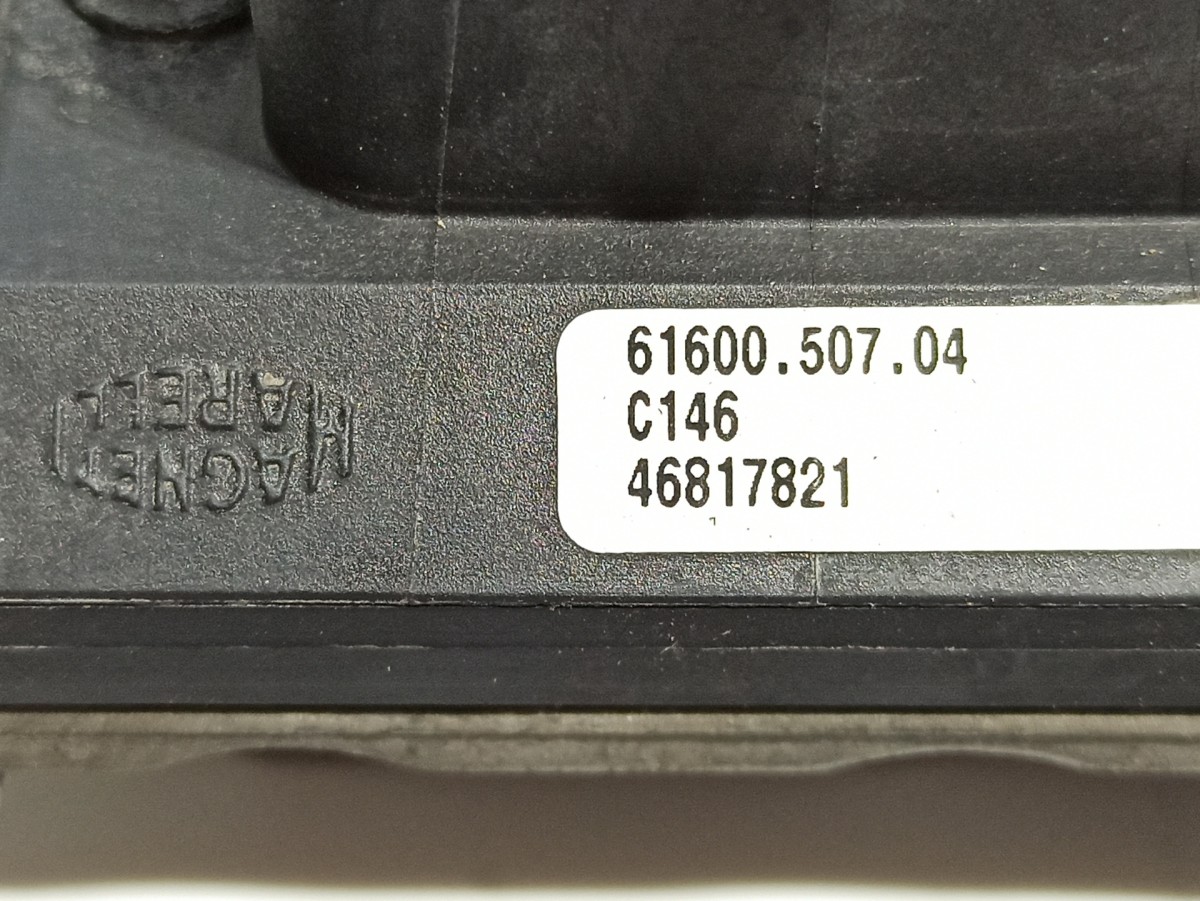 MAGNETI
MARELLI
61600.507.04
C146
46817821